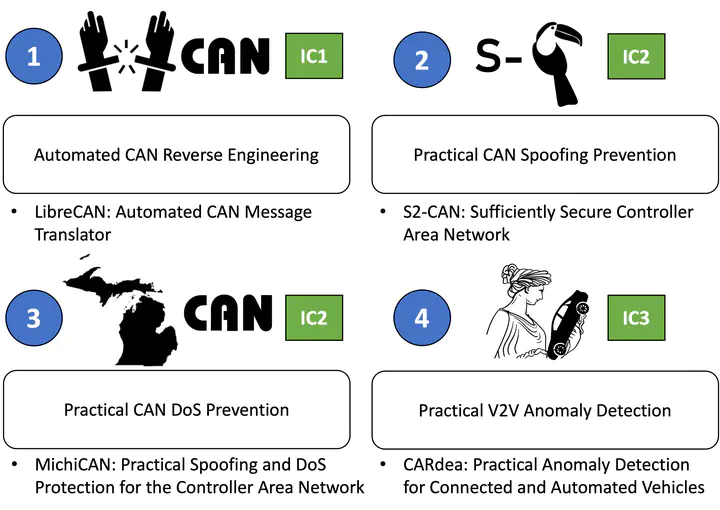 1
CAN
IC1
2
S-
IC2
Automated CAN Reverse Engineering
Practical CAN Spoofing Prevention
• LibreCAN: Automated CAN Message
Translator
• S2-CAN: Sufficiently Secure Controller
Area Network
3
CAN
IC2
4
IC3
Practical CAN DoS Prevention
Practical V2V Anomaly Detection
• MichiCAN: Practical Spoofing and DoS
Protection for the Controller Area Network
• CARdea: Practical Anomaly Detection
for Connected and Automated Vehicles